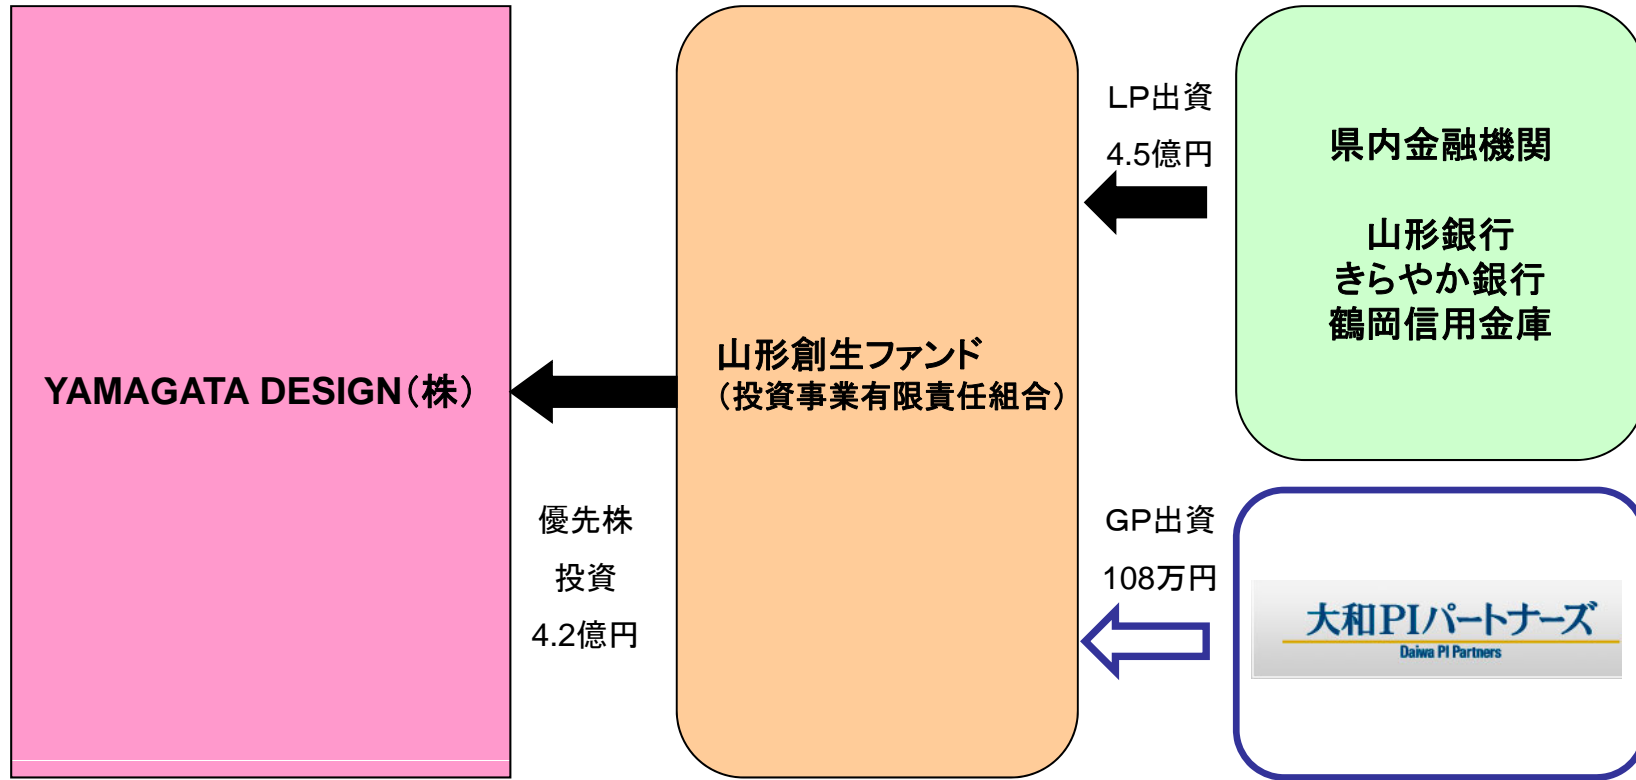 YAMAGATA DESIGN（株）
優先株
投資
4.2億円
山形創生ファンド
（投資事業有限責任組合）
LP出資
4.5億円
県内金融機関
山形銀行
きらやか銀行
鶴岡信用金庫
GP出資
108万円
大和PIパートナーズ
Daiwa PI Partners